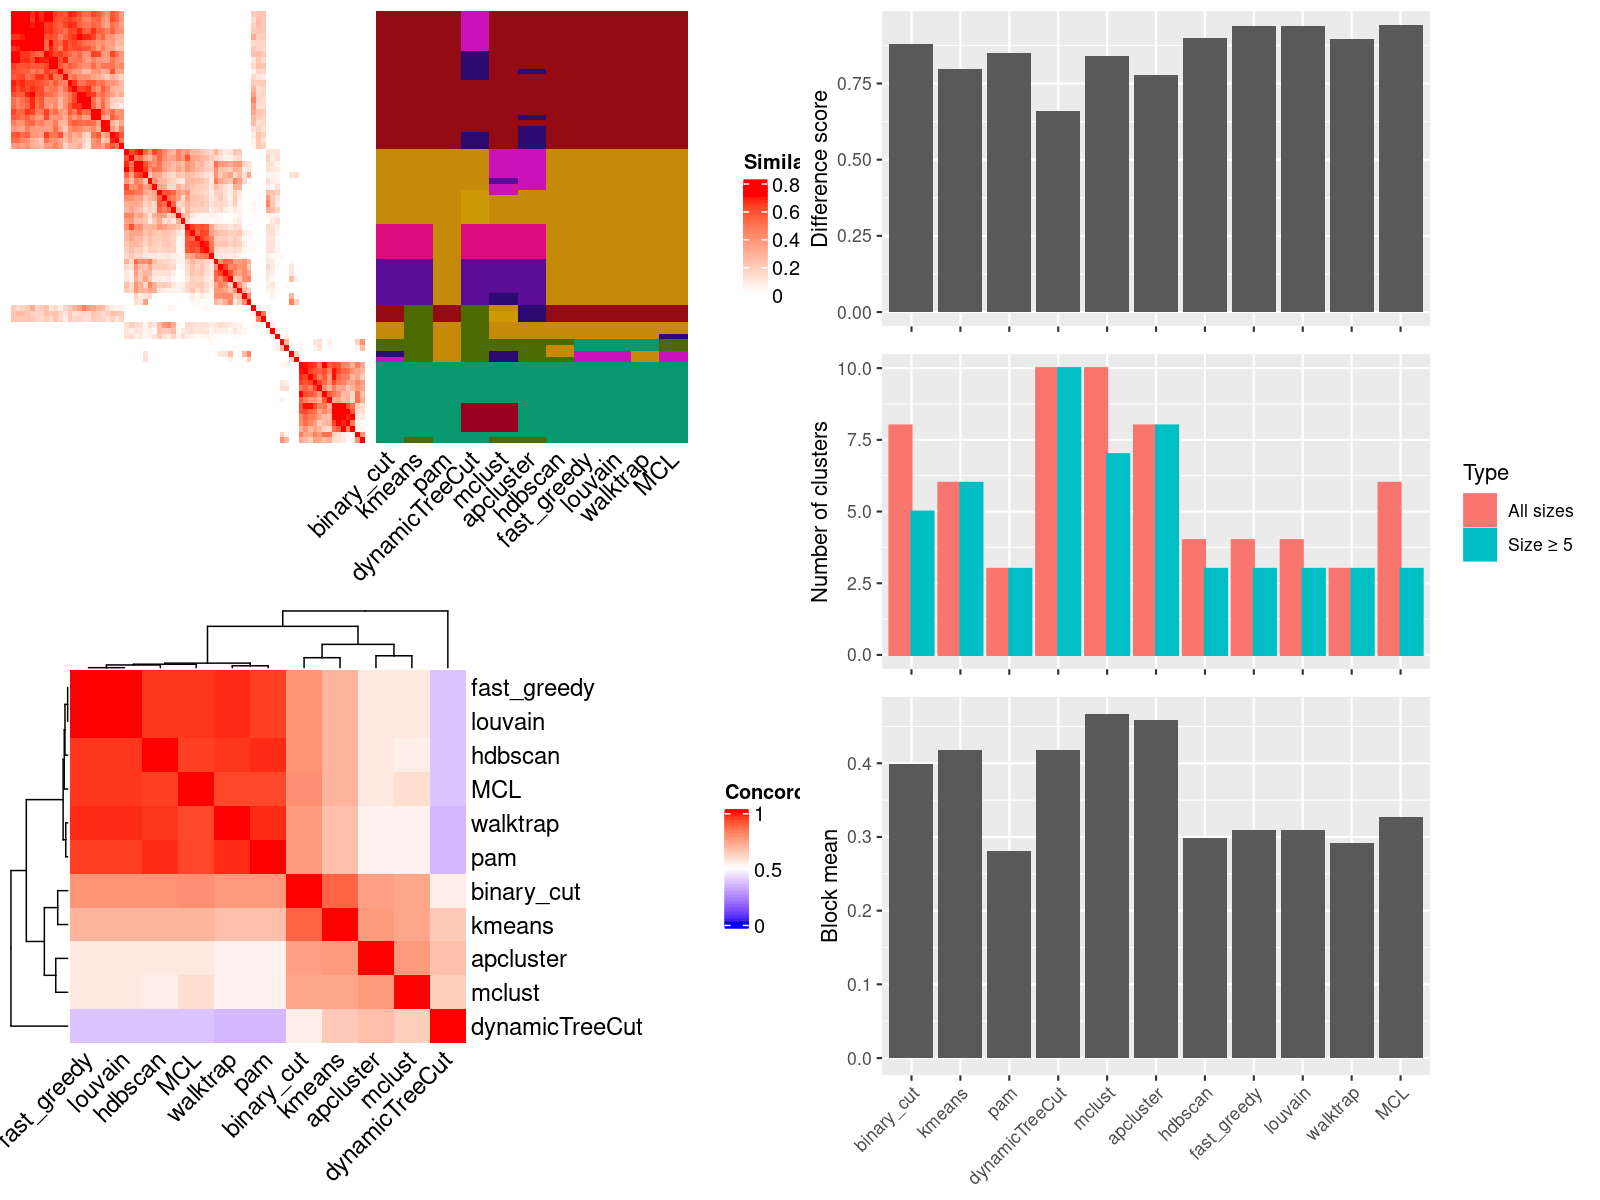 Simila
0.8
0.6
0.4
0.2
0
binary_cut
kmeans
pam
dynamicTreeCut
mclust
apcluster
hdbscan
fast_greedy
louvain
walktrap
MCL
fast_greedy
louvain
hdbscan
MCL
walktrap
pam
binary_cut
kmeans
apcluster
mclust
dynamicTreeCut
Concord
1
0.5
0
fast_greedy
louvain
hdbscan
MCL
walktrap
pam
binary_cut
kmeans
apcluster
mclust
dynamicTreeCut
Difference score
0.75
0.50
0.25
0.00
Number of clusters
10.0
7.5
5.0
2.5
0.0
Type
All sizes
Size ≥ 5
Block mean
0.4
0.3
0.2
0.1
0.0
binary_cut
kmeans
pam
dynamicTreeCut
mclust
apcluster
hdbscan
fast_greedy
louvain
walktrap
MCL